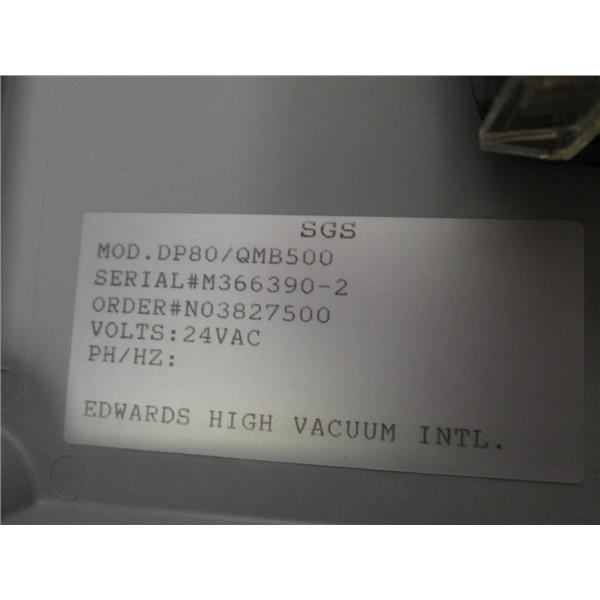 SGS
MOD.DP80/QMB500
SERIAL#M366390-2
ORDER#N03827500
VOLTS:24VAC
PH/HZ:
EDWARDS HIGH VACUUM INTL.